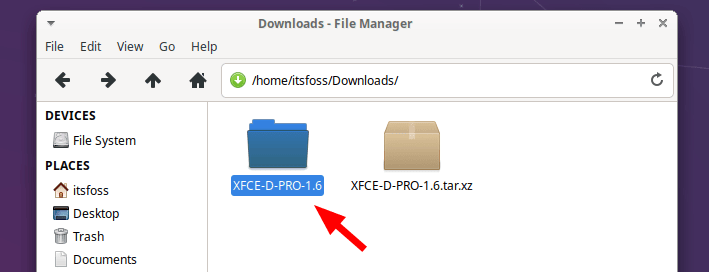 Downloads - File Manager
File Edit View Go Help
/home/itsfoss/Downloads/
DEVICES
File System
PLACES
itsfoss
Desktop
Trash
Documents
XFCE-D-PRO-1.6
XFCE-D-PRO-1.6.tar.xz